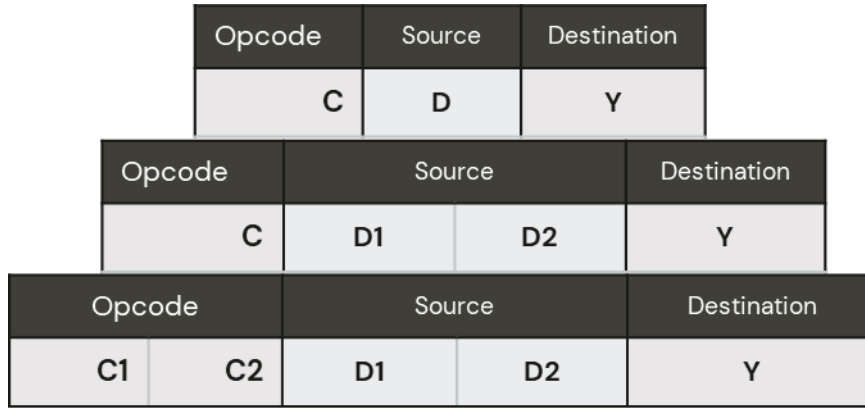 Opcode Source Destination
C D Y
Opcode Source Destination
C D1 D2 Y
Opcode Source Destination
C1 C2 D1 D2 Y